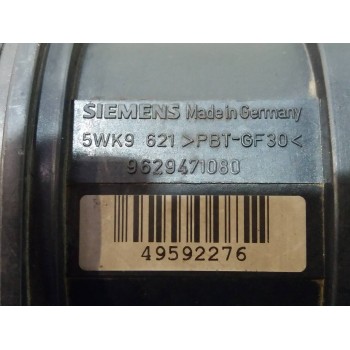 SIEMENS Made in Germany
5WK9 621 >PBT-GF30<
9629471080
49592276